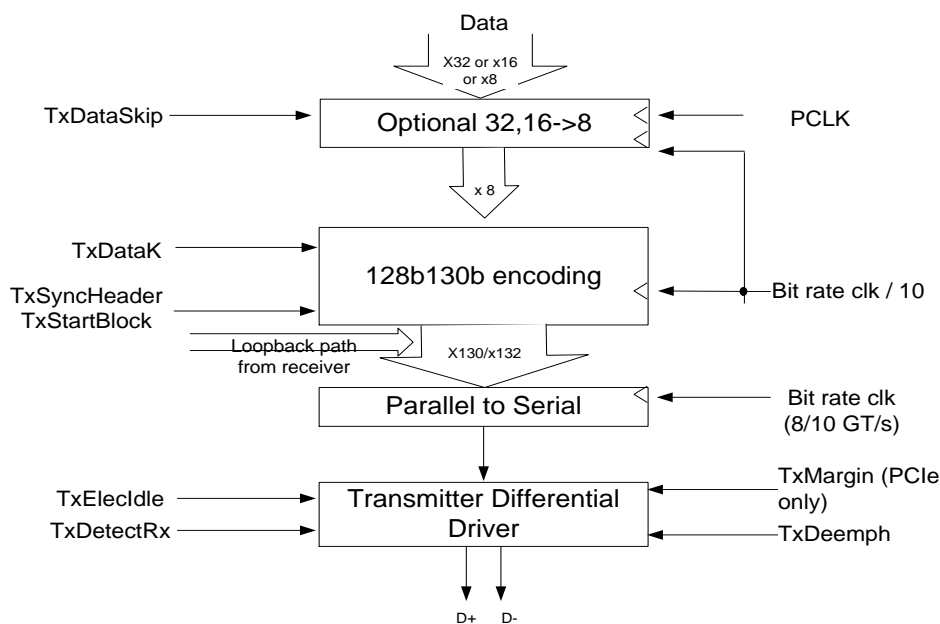 Data
X32 or x16
or x8
TxDataSkip
Optional 32,16->8
PCLK
x 8
TxDataK
128b130b encoding
TxSyncHeader
TxStartBlock
Bit rate clk / 10
Loopback path
from receiver
X130/x132
Parallel to Serial
Bit rate clk
(8/10 GT/s)
TxElecIdle
TxDetectRx
Transmitter Differential
Driver
TxMargin (PCIe
only)
TxDeemph
D+ D-